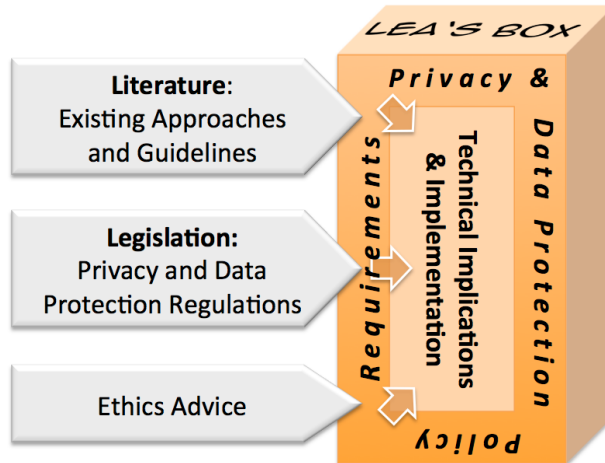 LEA'S BOX
Literature:
Existing Approaches
and Guidelines
Legislation:
Privacy and Data
Protection Regulations
Ethics Advice
Privacy &
Data Protection
Policy
Requirements
Technical Implications
& Implementation